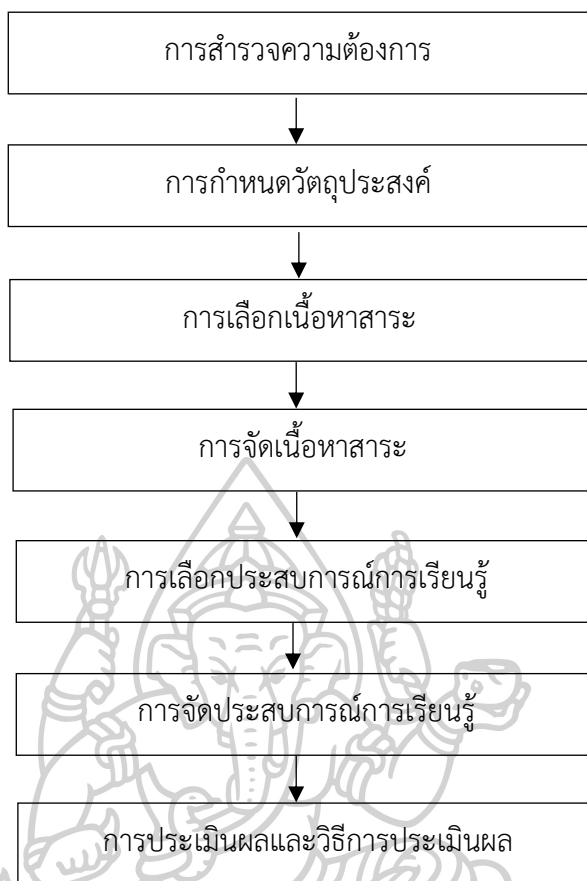 การสำรวจความต้องการ
การกำหนดวัตถุประสงค์
การเลือกเนื้อหาสาระ
การจัดเนื้อหาสาระ
การเลือกประสบการณ์การเรียนรู้
การจัดประสบการณ์การเรียนรู้
การประเมินผลและวิธีการประเมินผล